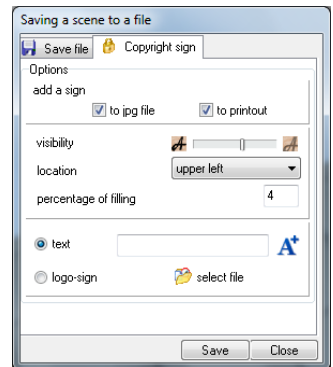 Saving a scene to a file
Save file Copyright sign
Options
add a sign
to jpg file to printout
visibility
location upper left
percentage of filling 4
text
logo-sign select file
Save Close